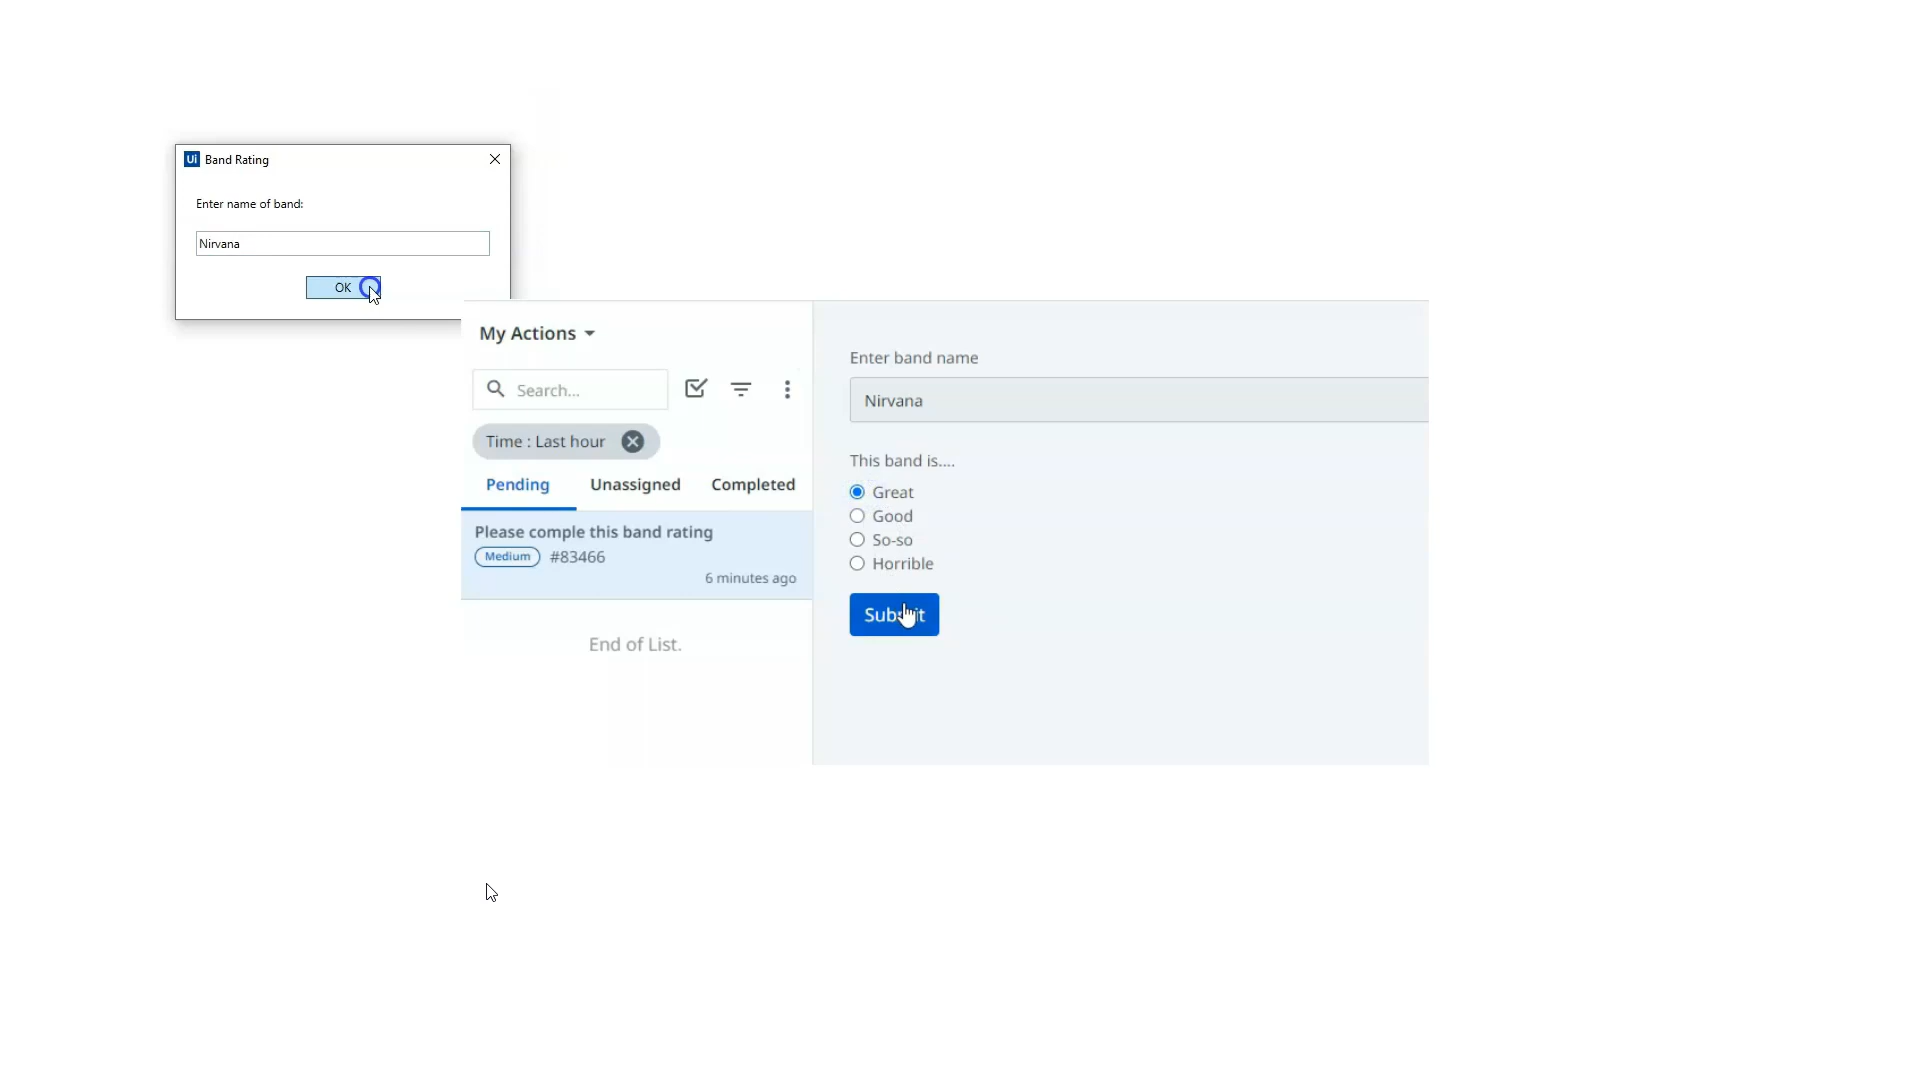 Ui Band Rating
Enter name of band:
Nirvana
OK
My Actions
Search...
Time : Last hour
Pending Unassigned Completed
Please comple this band rating
Medium #83466
6 minutes ago
End of List.
Enter band name
Nirvana
This band is....
Great
Good
So-so
Horrible
Submit